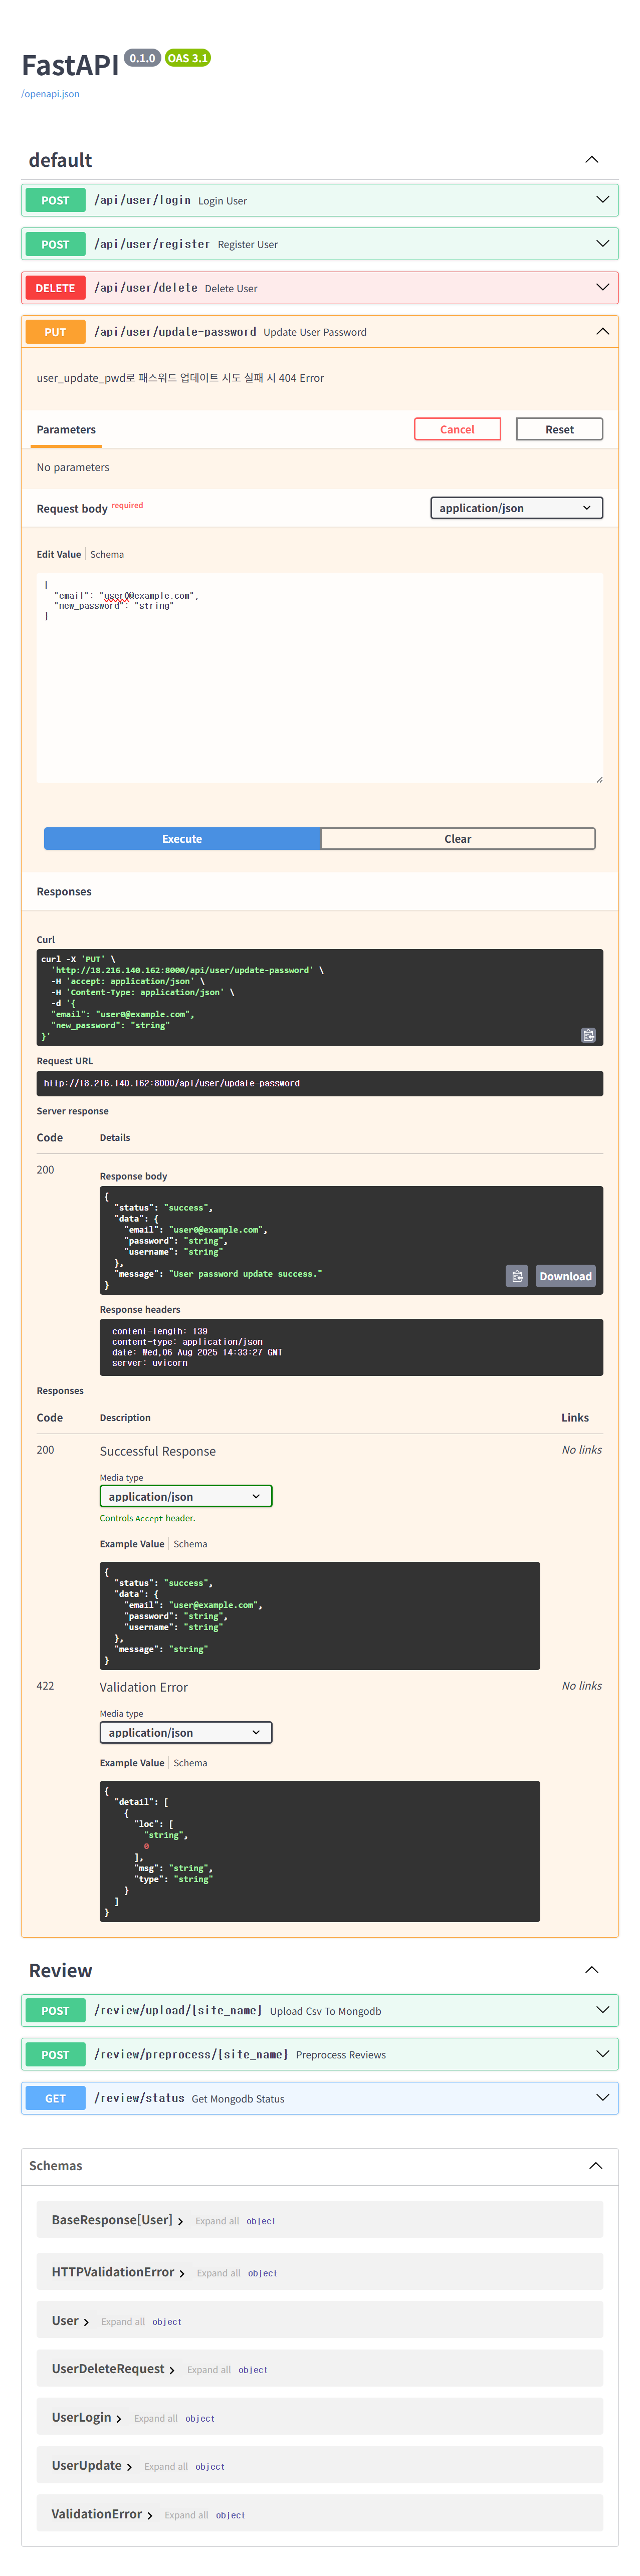 FastAPI 0.1.0 OAS 3.1
/openapi.json
default
POST /api/user/login Login User
POST /api/user/register Register User
DELETE /api/user/delete Delete User
PUT /api/user/update-password Update User Password
user_update_pwd로 패스워드 업데이트 시도 실패 시 404 Error
Parameters Cancel Reset
No parameters
Request body required application/json
Edit Value Schema
{
"email": "user0@example.com",
"new_password": "string"
}
Execute Clear
Responses
Curl
curl -X 'PUT' \
'http://18.216.140.162:8000/api/user/update-password' \
-H 'accept: application/json' \
-H 'Content-Type: application/json' \
-d '{
"email": "user0@example.com",
"new_password": "string"
}'
Request URL
http://18.216.140.162:8000/api/user/update-password
Server response
Code Details
200
Response body
{
"status": "success",
"data": {
"email": "user0@example.com",
"password": "string",
"username": "string"
},
"message": "User password update success."
}
Download
Response headers
content-length: 139
content-type: application/json
date: Wed,06 Aug 2025 14:33:27 GMT
server: uvicorn
Responses
Code Description Links
200 Successful Response No links
Media type
application/json
Controls Accept header.
Example Value Schema
{
"status": "success",
"data": {
"email": "user@example.com",
"password": "string",
"username": "string"
},
"message": "string"
}
422 Validation Error No links
Media type
application/json
Example Value Schema
{
"detail": [
{
"loc": [
"string",
0
],
"msg": "string",
"type": "string"
}
]
}
Review
POST /review/upload/{site_name} Upload Csv To Mongodb
POST /review/preprocess/{site_name} Preprocess Reviews
GET /review/status Get Mongodb Status
Schemas
BaseResponse[User] Expand all object
HTTPValidationError Expand all object
User Expand all object
UserDeleteRequest Expand all object
UserLogin Expand all object
UserUpdate Expand all object
ValidationError Expand all object